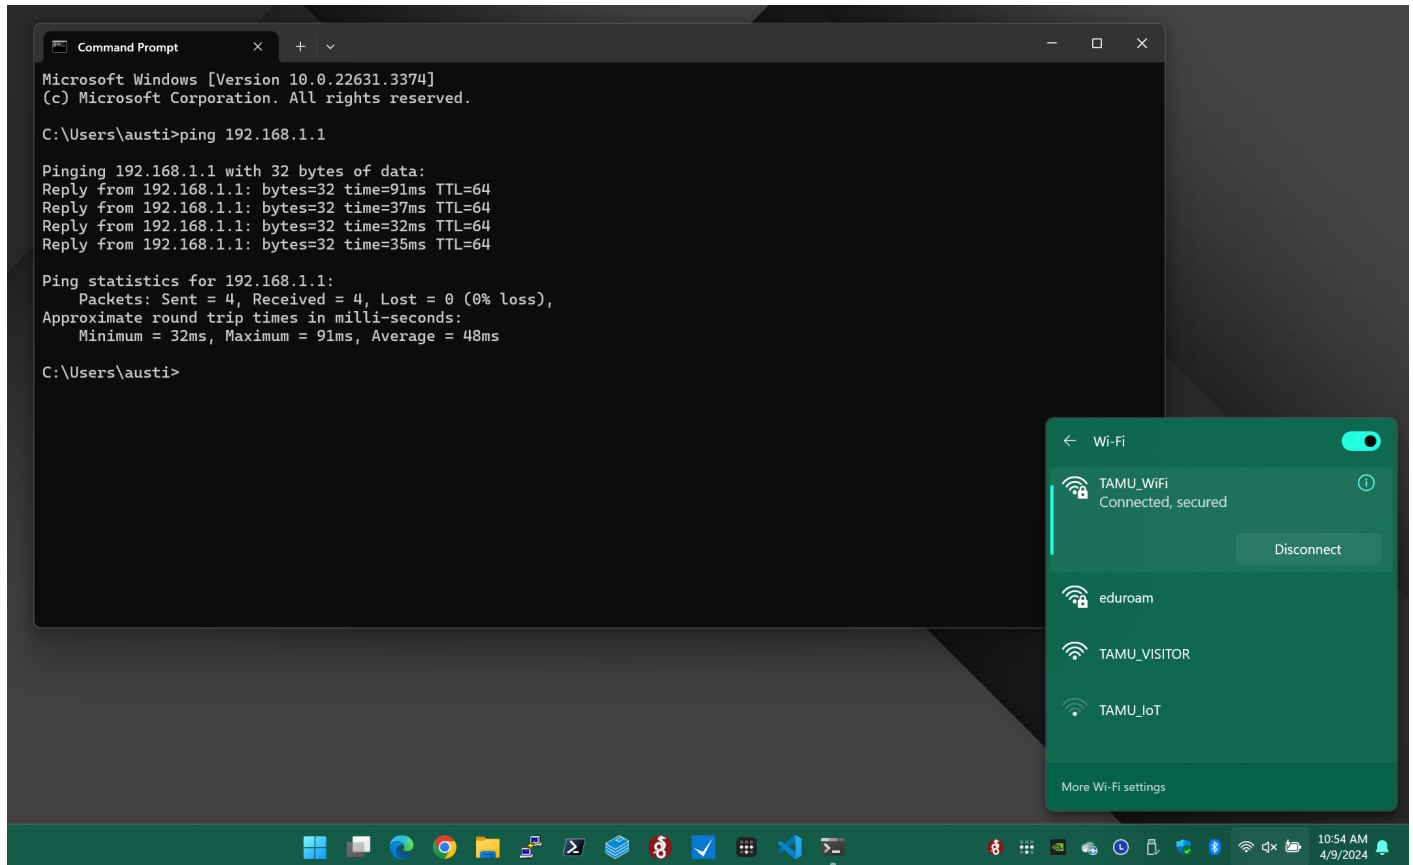 Command Prompt
Microsoft Windows [Version 10.0.22631.3374]
(c) Microsoft Corporation. All rights reserved.
C:\Users\austi>ping 192.168.1.1
Pinging 192.168.1.1 with 32 bytes of data:
Reply from 192.168.1.1: bytes=32 time=91ms TTL=64
Reply from 192.168.1.1: bytes=32 time=37ms TTL=64
Reply from 192.168.1.1: bytes=32 time=32ms TTL=64
Reply from 192.168.1.1: bytes=32 time=35ms TTL=64
Ping statistics for 192.168.1.1:
    Packets: Sent = 4, Received = 4, Lost = 0 (0% loss),
Approximate round trip times in milli-seconds:
    Minimum = 32ms, Maximum = 91ms, Average = 48ms
C:\Users\austi>
Wi-Fi
TAMU_WiFi
Connected, secured
Disconnect
eduroam
TAMU_VISITOR
TAMU_IoT
More Wi-Fi settings
10:54 AM
4/9/2024